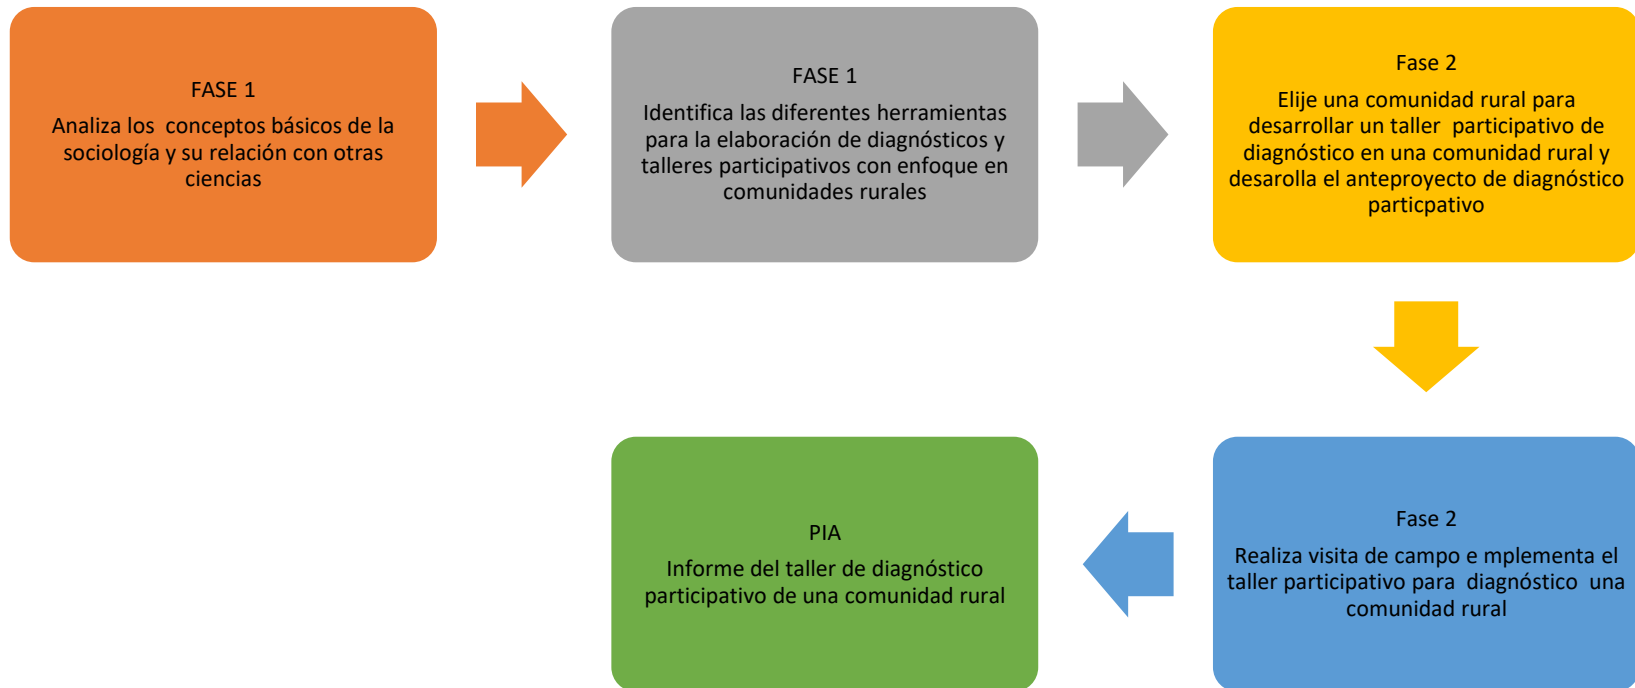 FASE 1
Analiza los  conceptos básicos de la
sociología y su relación con otras
ciencias
FASE 1
Identifica las diferentes herramientas
para la elaboración de diagnósticos y
talleres participativos con enfoque en
comunidades rurales
Fase 2
Elije una comunidad rural para
desarrollar un taller  participativo de
diagnóstico en una comunidad rural y
desarolla el anteproyecto de diagnóstico
particpativo
Fase 2
Realiza visita de campo e mplementa el
taller participativo para  diagnóstico  una
comunidad rural
PIA
Informe del taller de diagnóstico
participativo de una comunidad rural